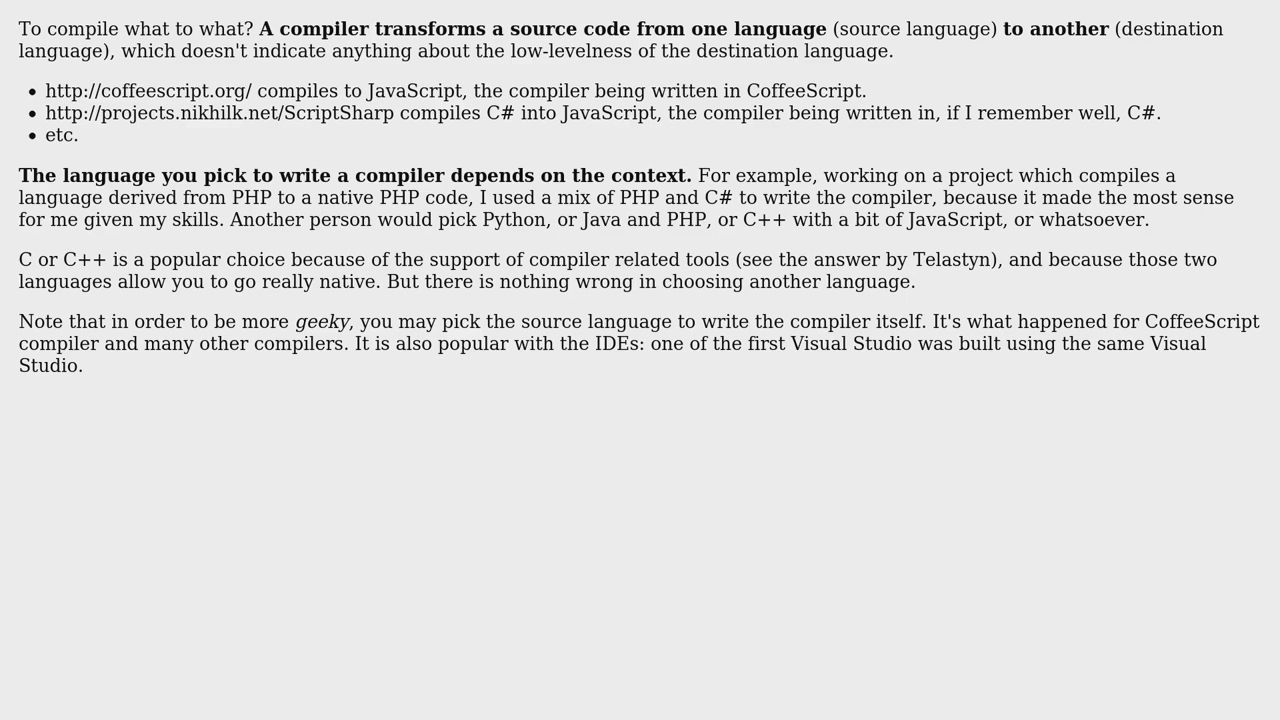 To compile what to what? A compiler transforms a source code from one language (source language) to another (destination
language), which doesn't indicate anything about the low-levelness of the destination language.
• http://coffeescript.org/ compiles to JavaScript, the compiler being written in CoffeeScript.
• http://projects.nikhilk.net/ScriptSharp compiles C# into JavaScript, the compiler being written in, if I remember well, C#.
• etc.
The language you pick to write a compiler depends on the context. For example, working on a project which compiles a
language derived from PHP to a native PHP code, I used a mix of PHP and C# to write the compiler, because it made the most sense
for me given my skills. Another person would pick Python, or Java and PHP, or C++ with a bit of JavaScript, or whatsoever.
C or C++ is a popular choice because of the support of compiler related tools (see the answer by Telastyn), and because those two
languages allow you to go really native. But there is nothing wrong in choosing another language.
Note that in order to be more geeky, you may pick the source language to write the compiler itself. It's what happened for CoffeeScript
compiler and many other compilers. It is also popular with the IDEs: one of the first Visual Studio was built using the same Visual
Studio.